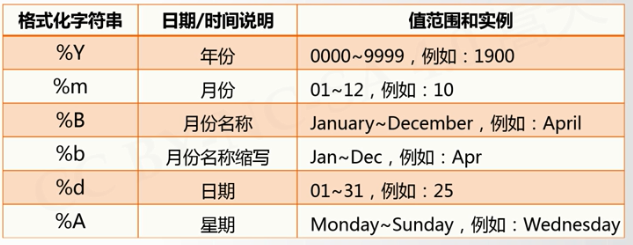 格式化字符串 日期/时间说明 值范围和实例
%Y 年份 0000~9999，例如：1900
%m 月份 01~12，例如：10
%B 月份名称 January~December，例如：April
%b 月份名称缩写 Jan~Dec，例如：Apr
%d 日期 01~31，例如：25
%A 星期 Monday~Sunday，例如：Wednesday